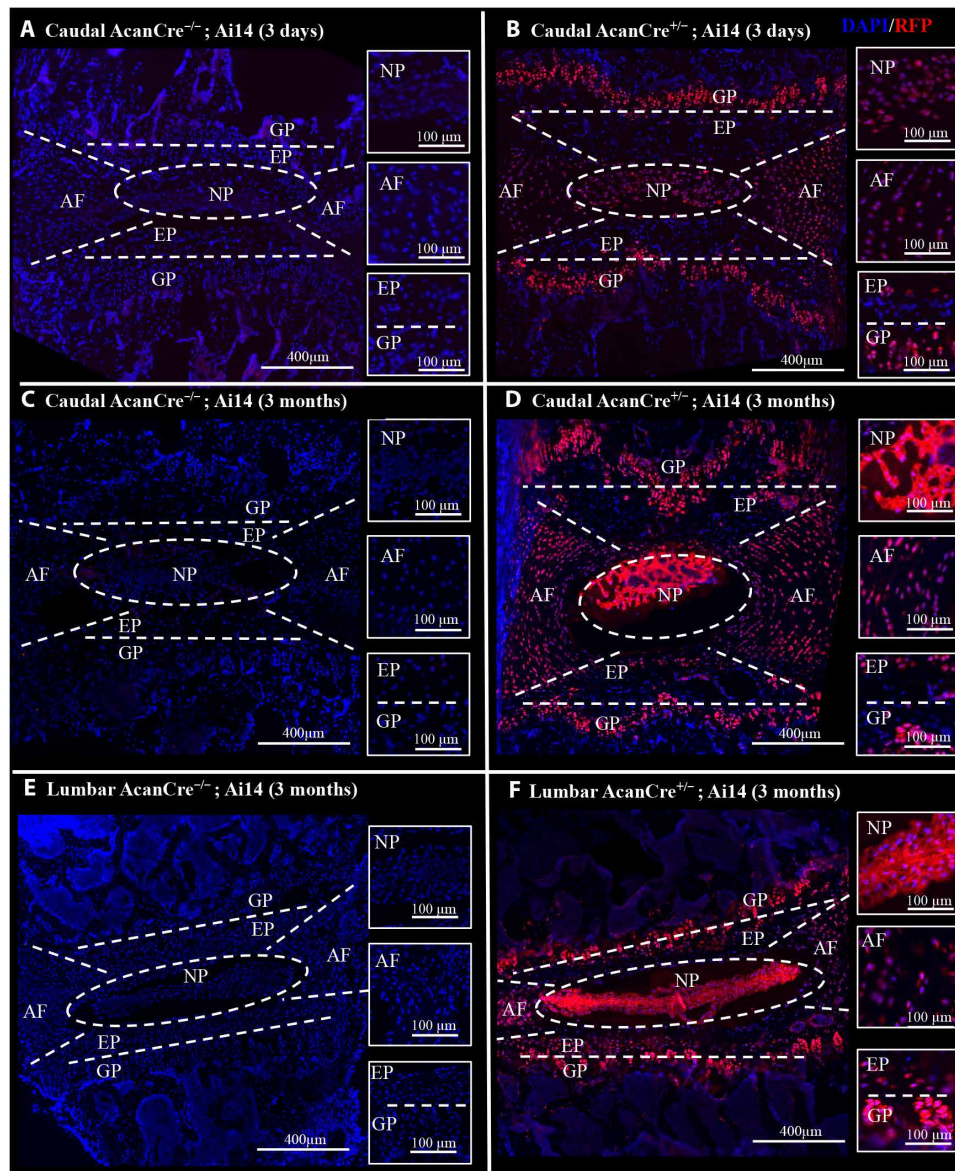 A Caudal AcanCre−/−; Ai14 (3 days)
NP
100 μm
GP
EP
AF
NP
AF
AF
100 μm
EP
GP
EP
GP
100 μm
400μm
B Caudal AcanCre+/−; Ai14 (3 days)
DAPI/RFP
NP
100 μm
GP
EP
AF
NP
AF
AF
100 μm
EP
GP
EP
GP
100 μm
400μm
C Caudal AcanCre−/−; Ai14 (3 months)
NP
100 μm
GP
EP
AF
NP
AF
AF
100 μm
EP
GP
EP
GP
100 μm
400μm
D Caudal AcanCre+/−; Ai14 (3 months)
NP
100 μm
GP
EP
AF
NP
AF
AF
100 μm
EP
GP
EP
GP
100 μm
400μm
E Lumbar AcanCre−/−; Ai14 (3 months)
NP
100 μm
GP
EP
AF
NP
AF
AF
100 μm
EP
GP
EP
GP
100 μm
400μm
F Lumbar AcanCre+/−; Ai14 (3 months)
NP
100 μm
GP
EP
AF
NP
AF
AF
100 μm
EP
GP
EP
GP
100 μm
400μm